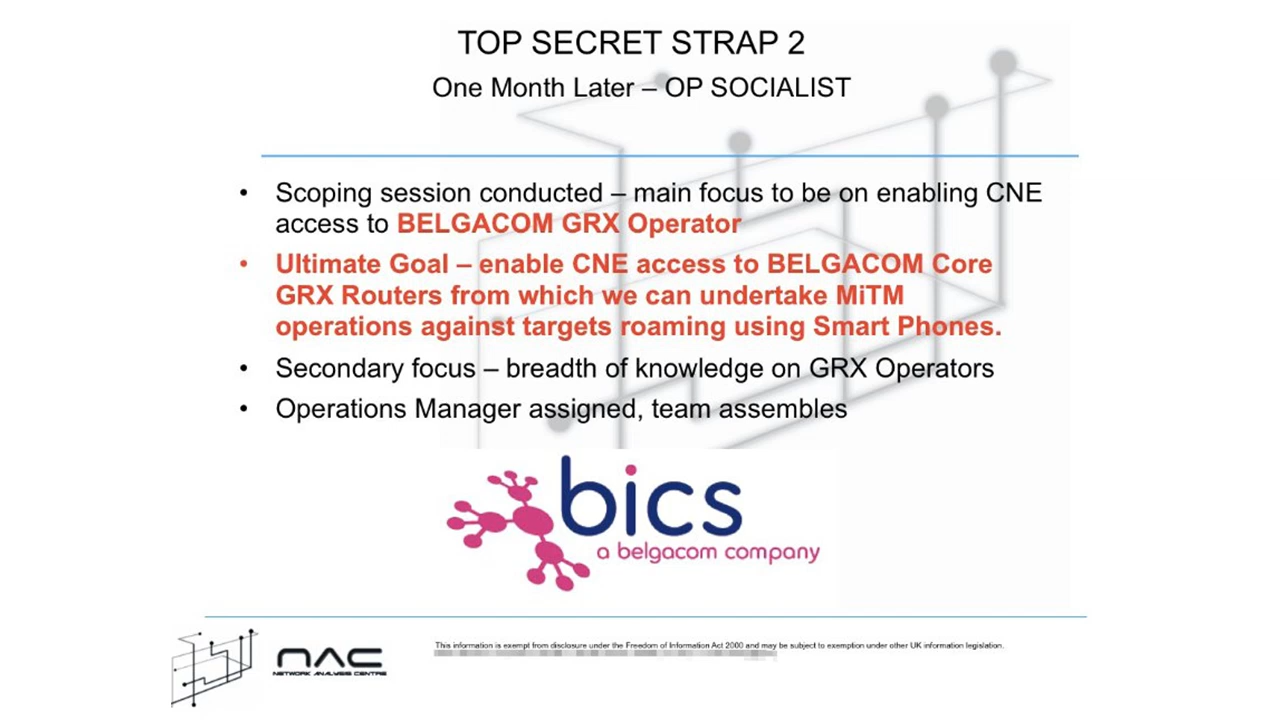 TOP SECRET STRAP 2
One Month Later – OP SOCIALIST
• Scoping session conducted – main focus to be on enabling CNE
access to BELGACOM GRX Operator
• Ultimate Goal – enable CNE access to BELGACOM Core
GRX Routers from which we can undertake MiTM
operations against targets roaming using Smart Phones.
• Secondary focus – breadth of knowledge on GRX Operators
• Operations Manager assigned, team assembles
bics
a belgacom company
NAC
NETWORK ANALYSIS CENTRE
This information is exempt from disclosure under the Freedom of Information Act 2000 and may be subject to exemption under other UK information legislation.